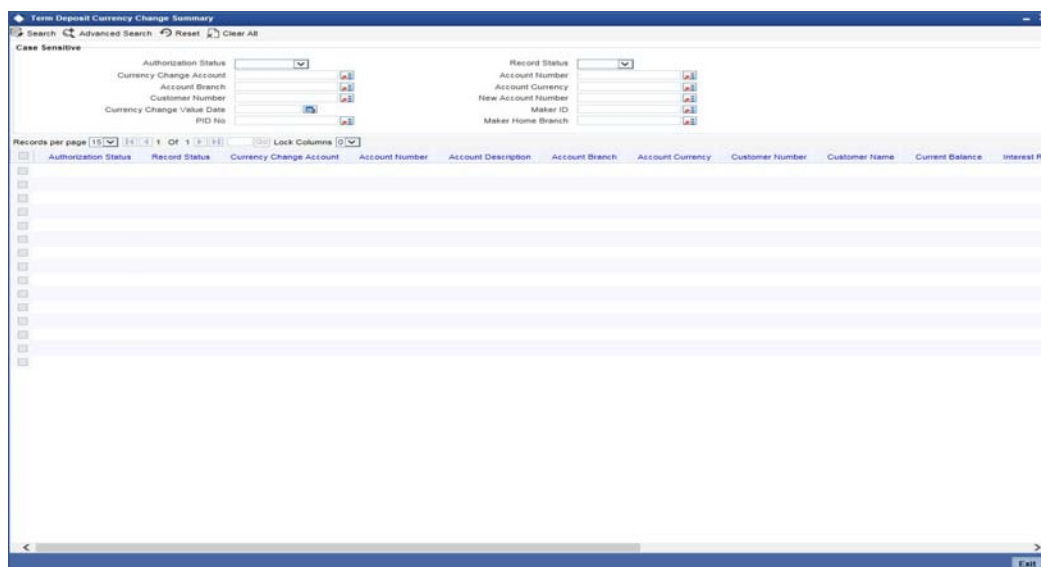 Term Deposit Currency Change Summary
Search Advanced Search Reset Clear All
Case Sensitive
Authorization Status Record Status
Currency Change Account Account Number
Account Branch Account Currency
Customer Number New Account Number
Currency Change Value Date Maker ID
PID No Maker Home Branch
Records per page 15 1 Of 1 Go Lock Columns 0
Authorization Status Record Status Currency Change Account Account Number Account Description Account Branch Account Currency Customer Number Customer Name Current Balance Interest R
Exit